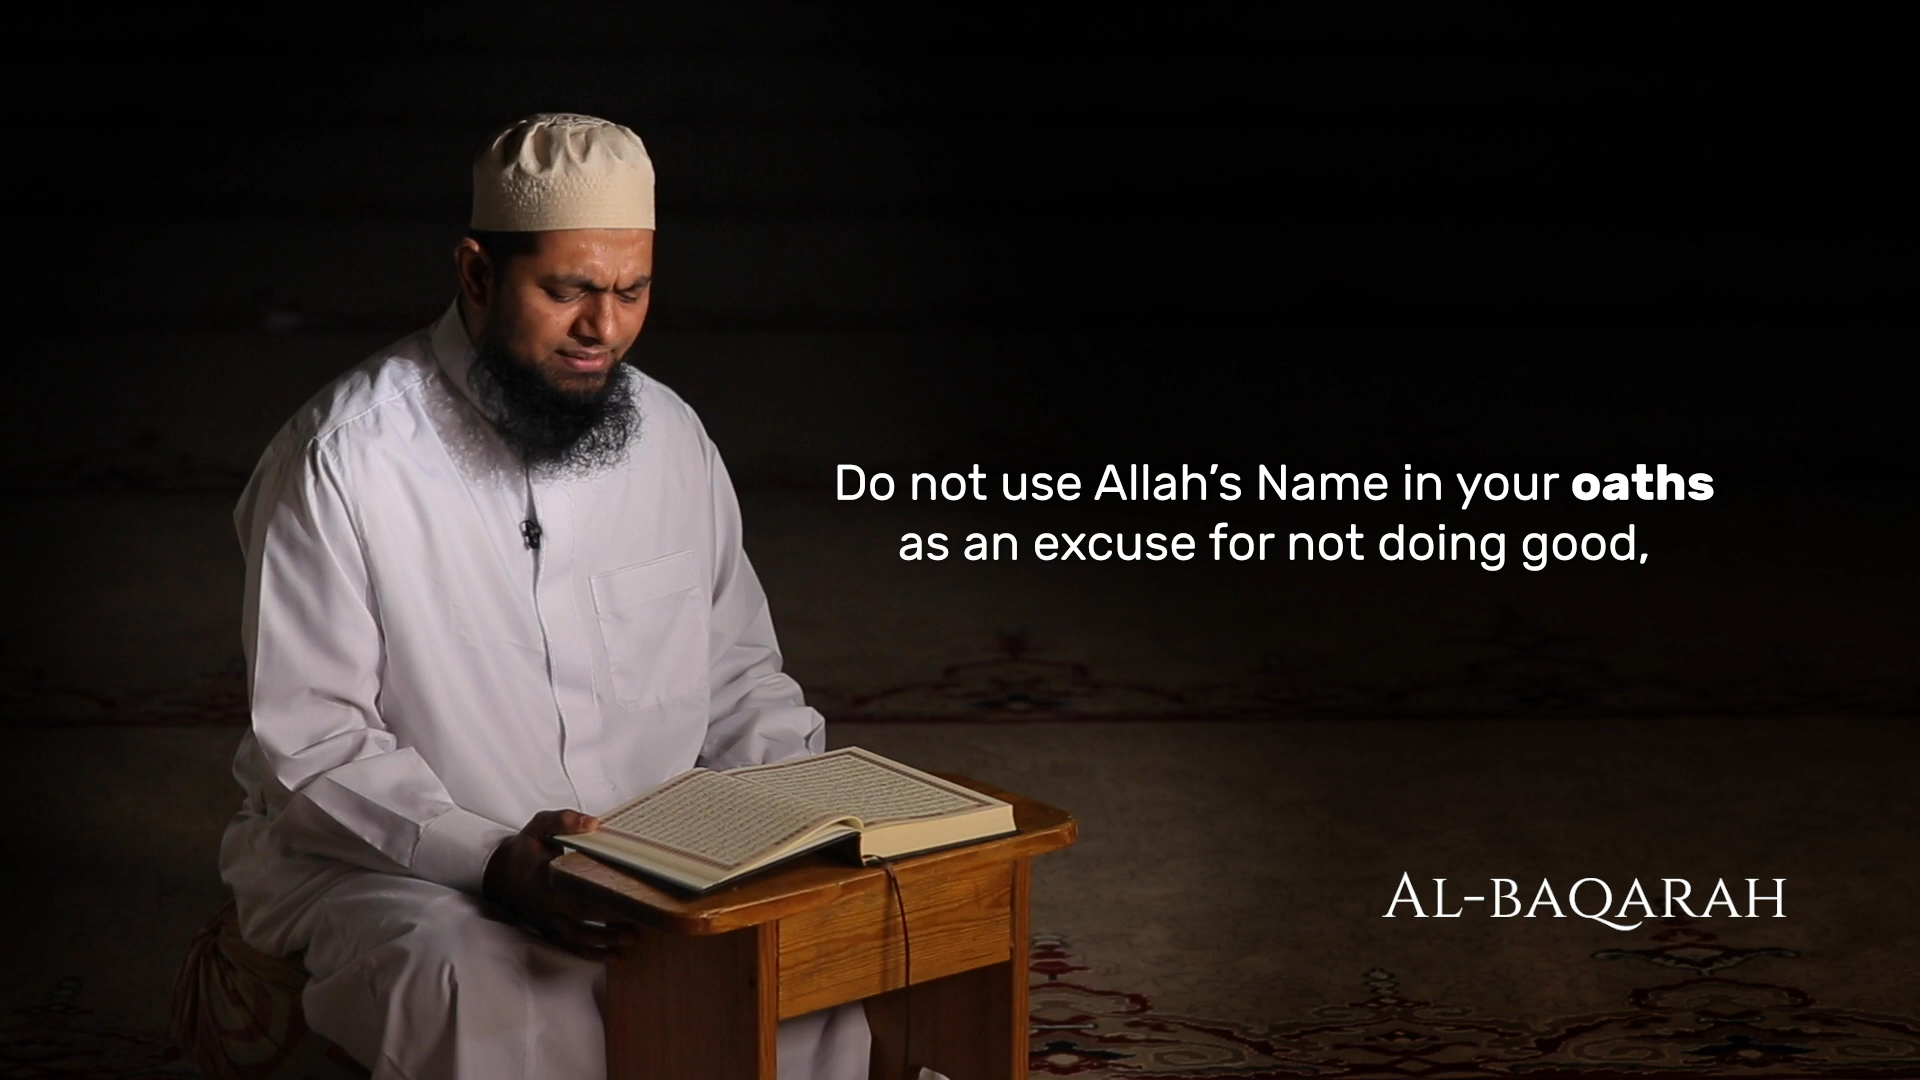 Do not use Allah’s Name in your oaths
as an excuse for not doing good,
AL-BAQARAH